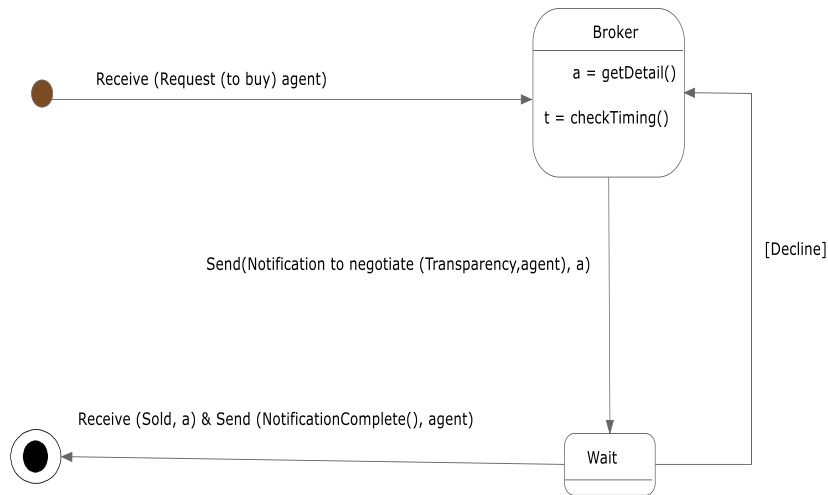 Broker
Receive (Request (to buy) agent)
a = getDetail()
t = checkTiming()
[Decline]
Send(Notification to negotiate (Transparency,agent), a)
Receive (Sold, a) & Send (NotificationComplete(), agent)
Wait